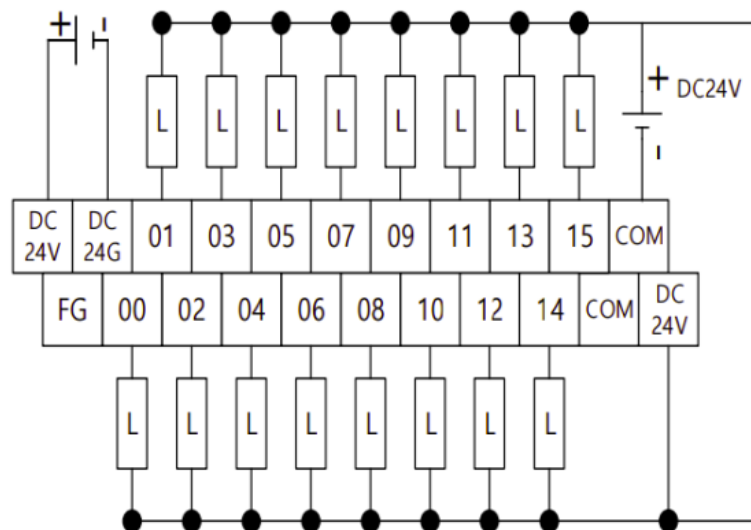 + -
L L L L L L L L
+
DC24V
-
DC 24V DC 24G 01 03 05 07 09 11 13 15 COM
FG 00 02 04 06 08 10 12 14 COM DC 24V
L L L L L L L L